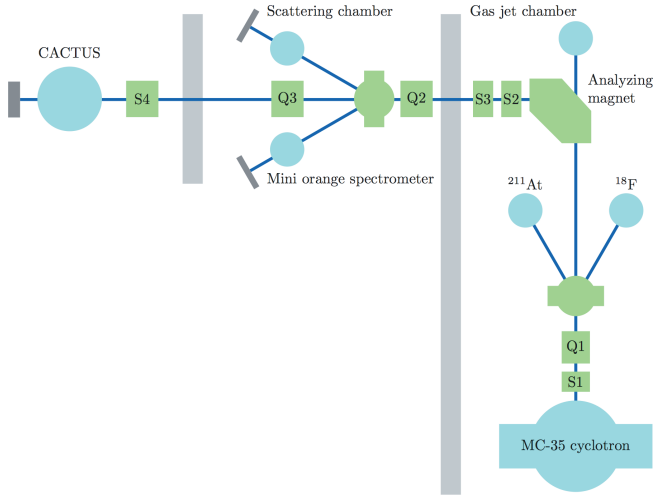 Scattering chamber
Gas jet chamber
CACTUS
Analyzing
magnet
S4
Q3
Q2
S3
S2
Mini orange spectrometer
²¹¹At
¹⁸F
Q1
S1
MC-35 cyclotron